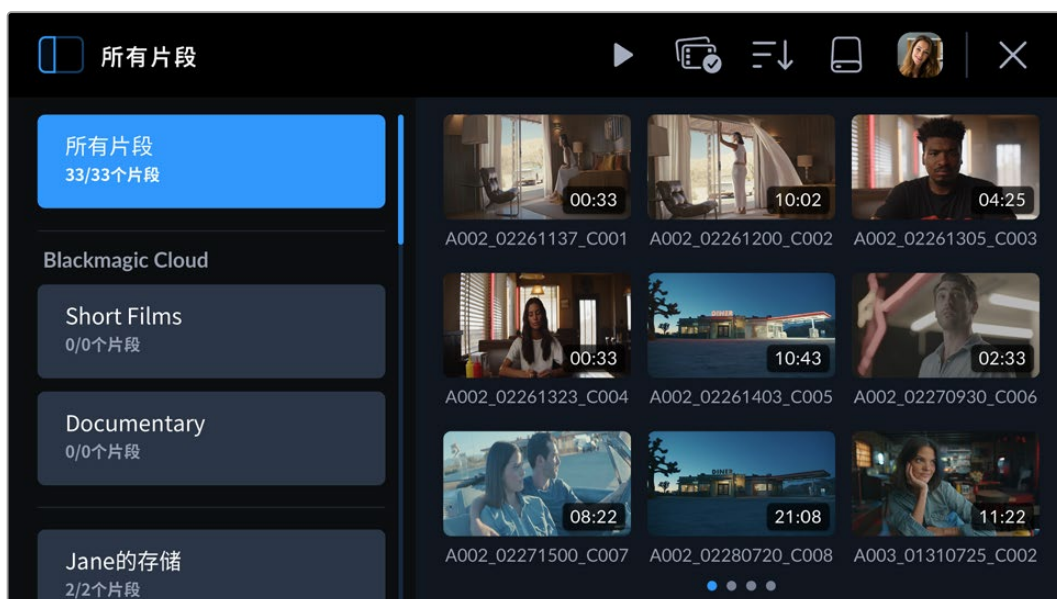 所有片段
所有片段
33/33个片段
Blackmagic Cloud
Short Films
0/0个片段
Documentary
0/0个片段
Jane的存储
2/2个片段
00:33
10:02
04:25
A002_02261137_C001
A002_02261200_C002
A002_02261305_C003
00:33
DINER
10:43
02:33
A002_02261323_C004
A002_02261403_C005
A002_02270930_C006
08:22
DINER
21:08
11:22
A002_02271500_C007
A002_02280720_C008
A003_01310725_C002